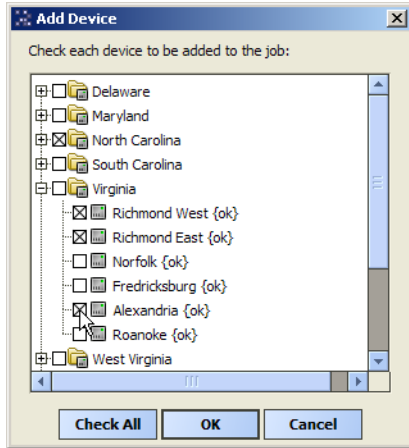 Add Device
Check each device to be added to the job:
Delaware
Maryland
North Carolina
South Carolina
Virginia
Richmond West {ok}
Richmond East {ok}
Norfolk {ok}
Fredricksburg {ok}
Alexandria {ok}
Roanoke {ok}
West Virginia
Check All OK Cancel